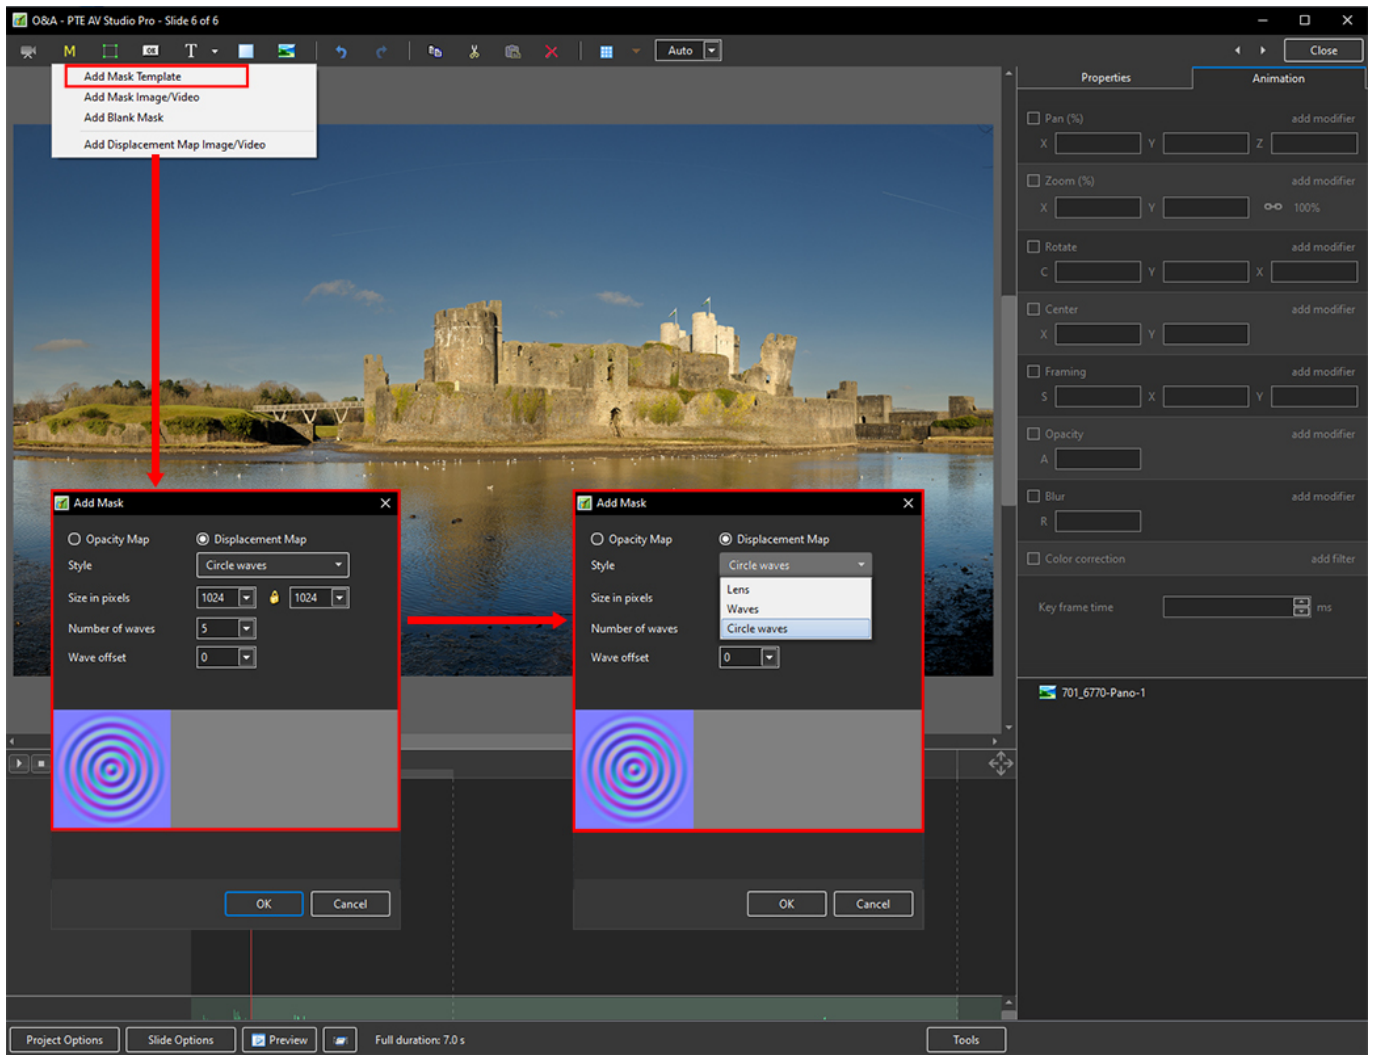 O&A - PTE AV Studio Pro - Slide 6 of 6
M OK T Auto Close
Add Mask Template
Add Mask Image/Video
Add Blank Mask
Add Displacement Map Image/Video
Properties Animation
Pan (%) add modifier
X Y Z
Zoom (%) add modifier
X Y 100%
Rotate add modifier
C Y X
Center add modifier
X Y
Framing add modifier
S X Y
Opacity add modifier
A
Blur add modifier
R
Color correction add filter
Key frame time ms
701_6770-Pano-1
Add Mask
Opacity Map Displacement Map
Style Circle waves
Size in pixels 1024 1024
Number of waves 5
Wave offset 0
OK Cancel
Add Mask
Opacity Map Displacement Map
Style Circle waves
Lens
Size in pixels
Waves
Number of waves Circle waves
Wave offset 0
OK Cancel
Project Options Slide Options Preview Full duration: 7.0 s Tools